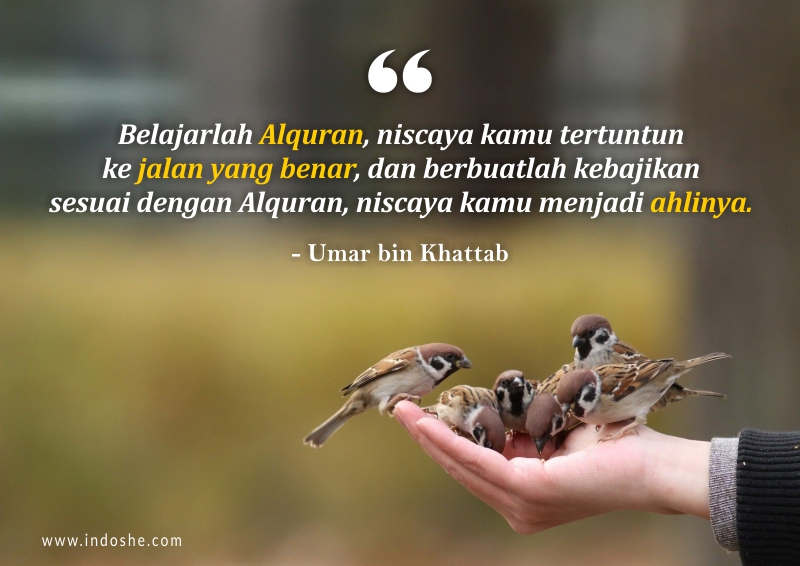 “
Belajarlah Alquran, niscaya kamu tertuntun
ke jalan yang benar, dan berbuatlah kebajikan
sesuai dengan Alquran, niscaya kamu menjadi ahlinya.
- Umar bin Khattab
www.indoshe.com